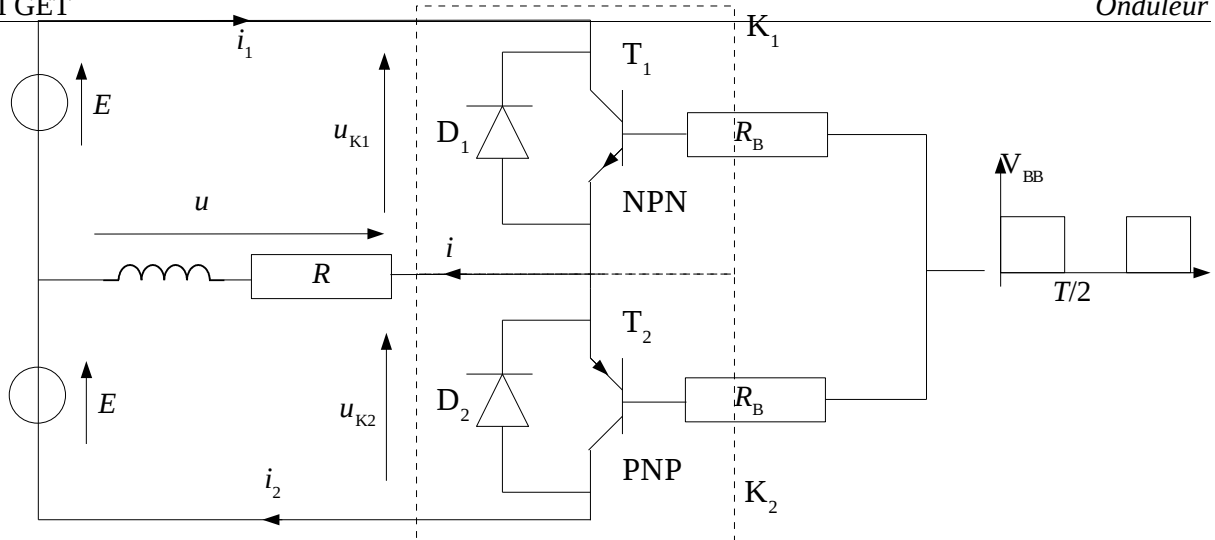 GET
Onduleur
i1
K1
T1
E
uK1
D1
RB
VBB
NPN
u
i
R
T/2
T2
E
uK2
D2
RB
PNP
i2
K2